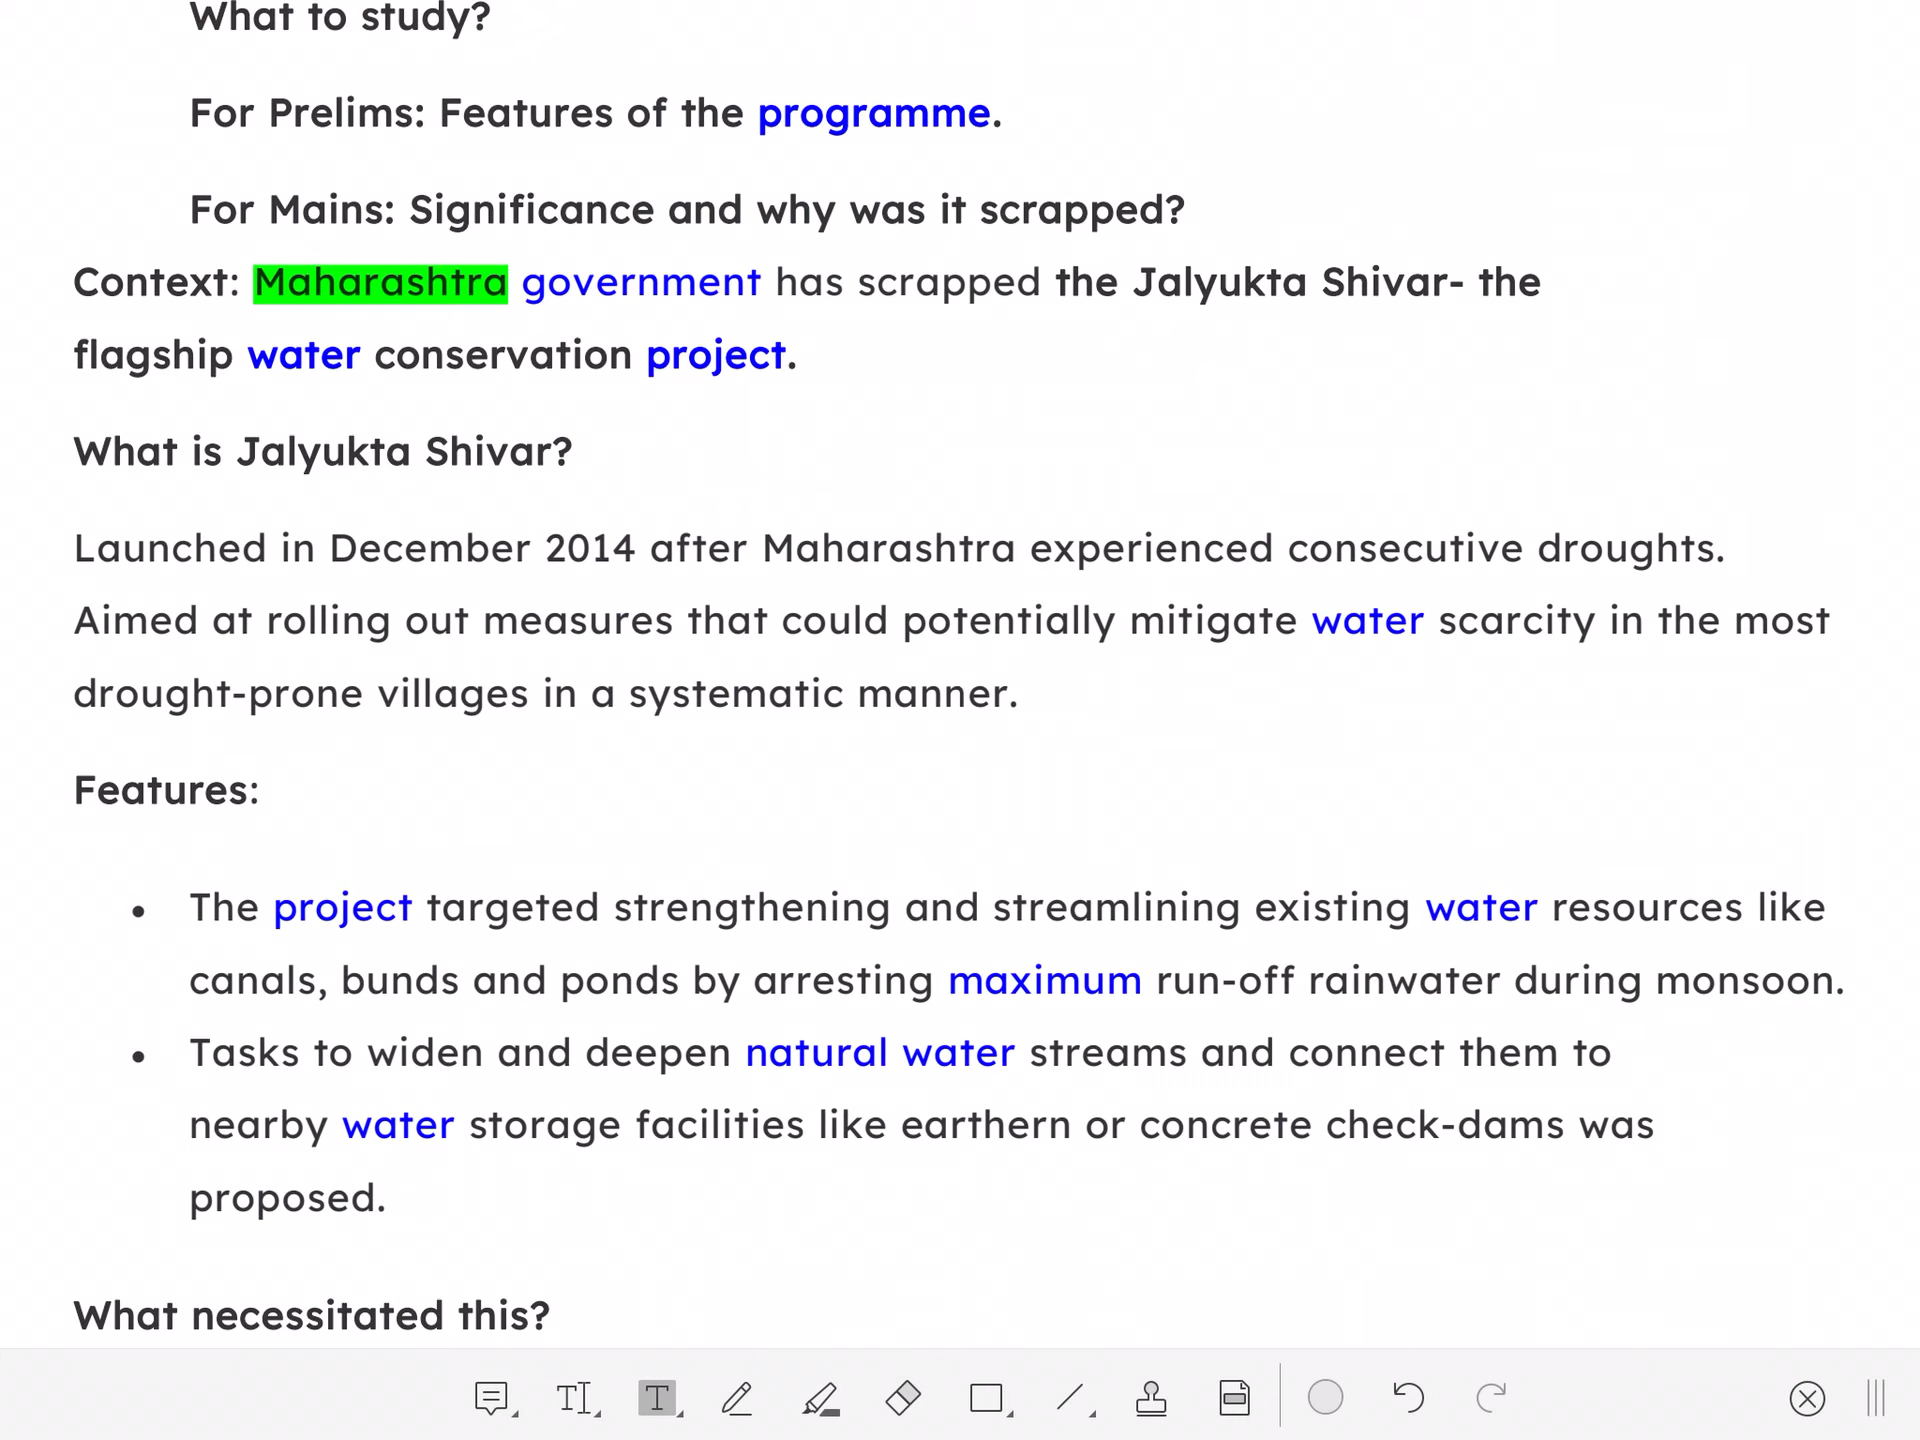 What to study?
For Prelims: Features of the programme.
For Mains: Significance and why was it scrapped?
Context: Maharashtra government has scrapped the Jalyukta Shivar- the
flagship water conservation project.
What is Jalyukta Shivar?
Launched in December 2014 after Maharashtra experienced consecutive droughts.
Aimed at rolling out measures that could potentially mitigate water scarcity in the most
drought-prone villages in a systematic manner.
Features:
• The project targeted strengthening and streamlining existing water resources like
canals, bunds and ponds by arresting maximum run-off rainwater during monsoon.
• Tasks to widen and deepen natural water streams and connect them to
nearby water storage facilities like earthern or concrete check-dams was
proposed.
What necessitated this?